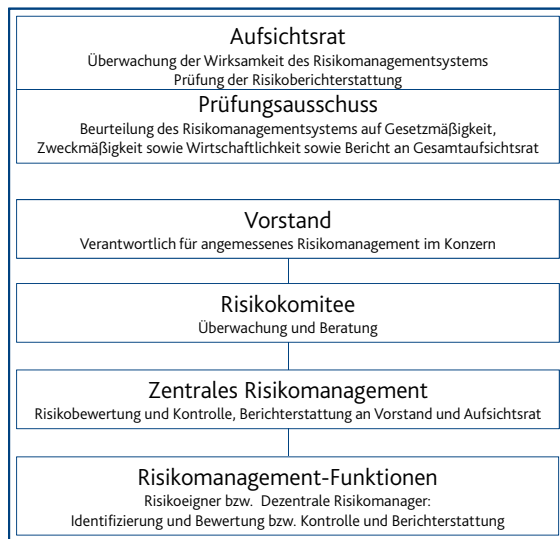 Aufsichtsrat
Überwachung der Wirksamkeit des Risikomanagementsystems
Prüfung der Risikoberichterstattung
Prüfungsausschuss
Beurteilung des Risikomanagementsystems auf Gesetzmäßigkeit,
Zweckmäßigkeit sowie Wirtschaftlichkeit sowie Bericht an Gesamtaufsichtsrat
Vorstand
Verantwortlich für angemessenes Risikomanagement im Konzern
Risikokomitee
Überwachung und Beratung
Zentrales Risikomanagement
Risikobewertung und Kontrolle, Berichterstattung an Vorstand und Aufsichtsrat
Risikomanagement-Funktionen
Risikoeigner bzw. Dezentrale Risikomanager:
Identifizierung und Bewertung bzw. Kontrolle und Berichterstattung